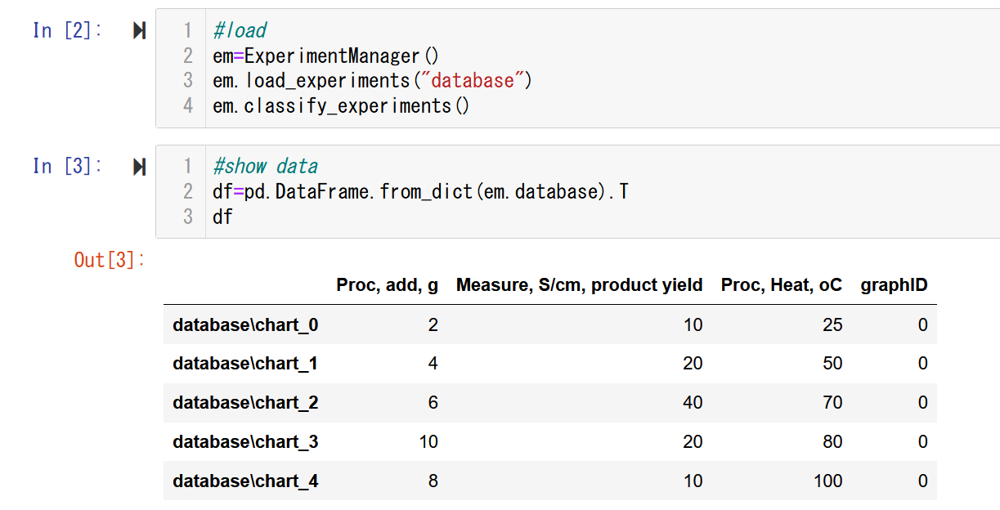 In [2]:
1 #load
2 em=ExperimentManager()
3 em.load_experiments("database")
4 em.classify_experiments()
In [3]:
1 #show data
2 df=pd.DataFrame.from_dict(em.database).T
3 df
Out[3]:
Proc, add, g Measure, S/cm, product yield Proc, Heat, oC graphID
database\chart_0 2 10 25 0
database\chart_1 4 20 50 0
database\chart_2 6 40 70 0
database\chart_3 10 20 80 0
database\chart_4 8 10 100 0